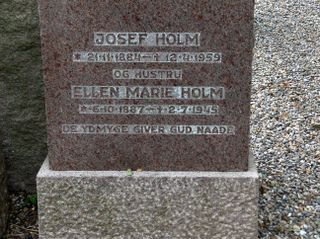 JOSEF HOLM
* 21.11.1884 ✝ 12.4.1959
OG HUSTRU
ELLEN MARIE HOLM
* 6.10.1887 ✝ 2.7.1945
DE YDMYGE GIVER GUD NAADE